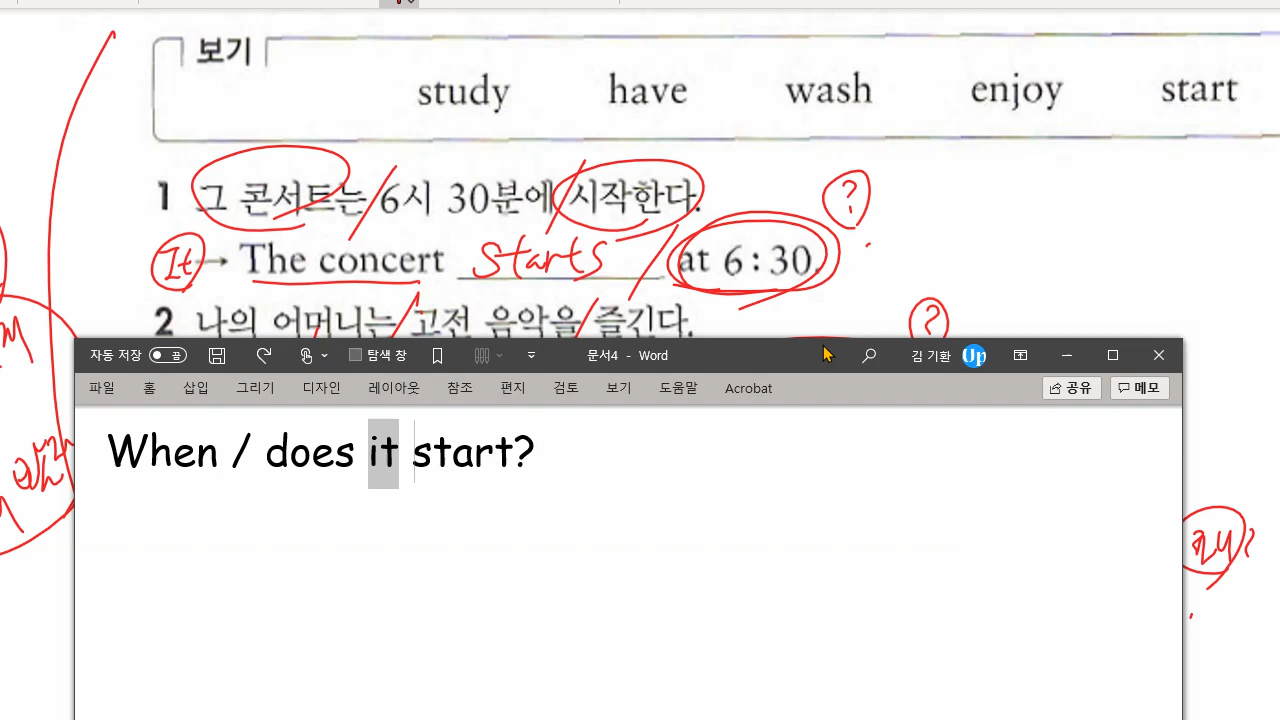 보기
study have wash enjoy start
1 그 콘서트는 / 6시 30분에 / 시작한다. ?
It → The concert starts / at 6:30.
2 나의 어머니는 / 고전 음악을 / 즐긴다. ?
자동 저장 끔 탐색 창 문서4 - Word 김 기환 Up
파일 홈 삽입 그리기 디자인 레이아웃 참조 편지 검토 보기 도움말 Acrobat 공유 메모
When / does it start?